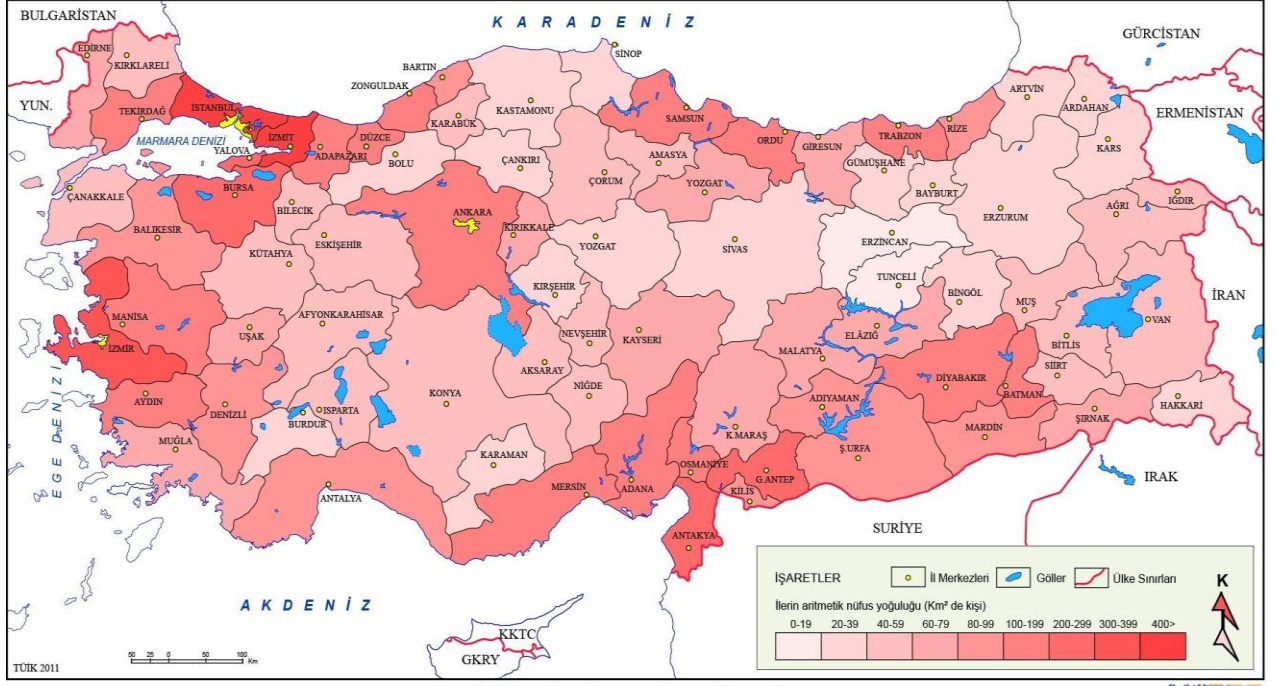 BULGARİSTAN
KARADENİZ
GÜRCİSTAN
EDİRNE
KIRKLARELİ
SİNOP
BARTIN
ZONGULDAK
YUN.
TEKİRDAĞ
İSTANBUL
KASTAMONU
SAMSUN
ARTVİN
ARDAHAN
ERMENİSTAN
KARABÜK
MARMARA DENİZİ
İZMİT
DÜZCE
ORDU
GİRESUN
TRABZON
RİZE
YALOVA
ADAPAZARI
BOLU
ÇANKIRI
AMASYA
GÜMÜŞHANE
KARS
ÇORUM
YOZGAT
BAYBURT
ÇANAKKALE
BURSA
BİLECİK
ANKARA
ERZURUM
AĞRI
IĞDIR
BALIKESİR
KIRIKKALE
ESKİŞEHİR
YOZGAT
SİVAS
ERZİNCAN
KÜTAHYA
TUNCELİ
KIRŞEHİR
BİNGÖL
MUŞ
İRAN
MANİSA
UŞAK
AFYONKARAHİSAR
NEVŞEHİR
KAYSERİ
ELÂZIĞ
VAN
İZMİR
AKSARAY
MALATYA
BİTLİS
SİİRT
EGE DENİZİ
AYDIN
DENİZLİ
ISPARTA
KONYA
NİĞDE
DİYABAKIR
BATMAN
HAKKARİ
BURDUR
ADIYAMAN
ŞIRNAK
MUĞLA
K.MARAŞ
MARDİN
KARAMAN
OSMANİYE
Ş.URFA
ANTALYA
MERSİN
ADANA
G.ANTEP
KİLİS
IRAK
ANTAKYA
SURİYE
AKDENİZ
KKTC
GKRY
İŞARETLER
İl Merkezleri
Göller
Ülke Sınırları
K
İllerin aritmetik nüfus yoğuluğu (Km² de kişi)
0-19 20-39 40-59 60-79 80-99 100-199 200-299 300-399 400>
50 25 0 50 100
Km
TÜİK 2011